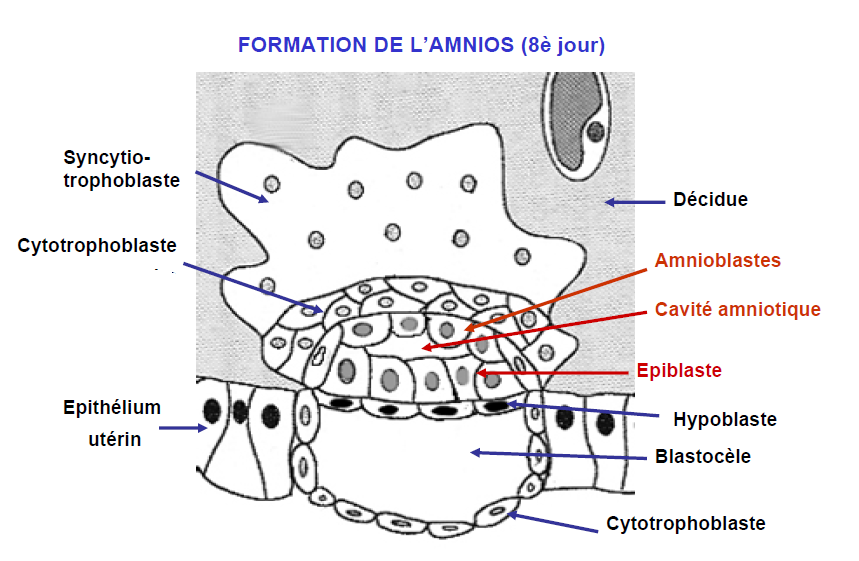 FORMATION DE L’AMNIOS (8è jour)
Syncytio-
trophoblaste
Décidue
Cytotrophoblaste
Amnioblastes
Cavité amniotique
Epiblaste
Epithélium
utérin
Hypoblaste
Blastocèle
Cytotrophoblaste